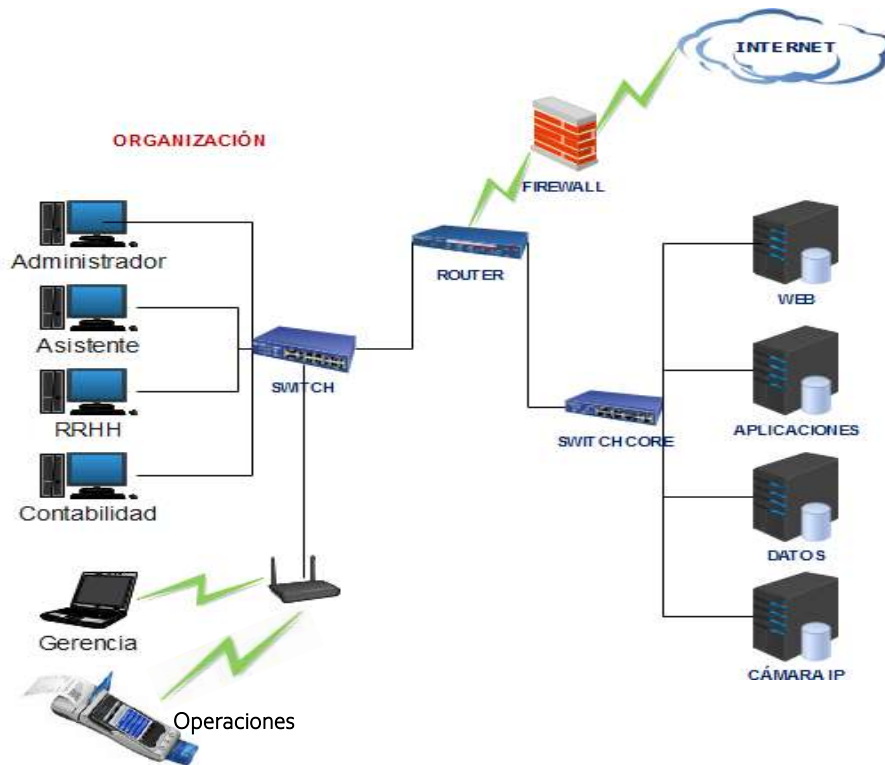 INTERNET
ORGANIZACIÓN
FIREWALL
Administrador
ROUTER
WEB
Asistente
SWITCH
RRHH
APLICACIONES
SWITCH CORE
Contabilidad
DATOS
Gerencia
CÁMARA IP
Operaciones